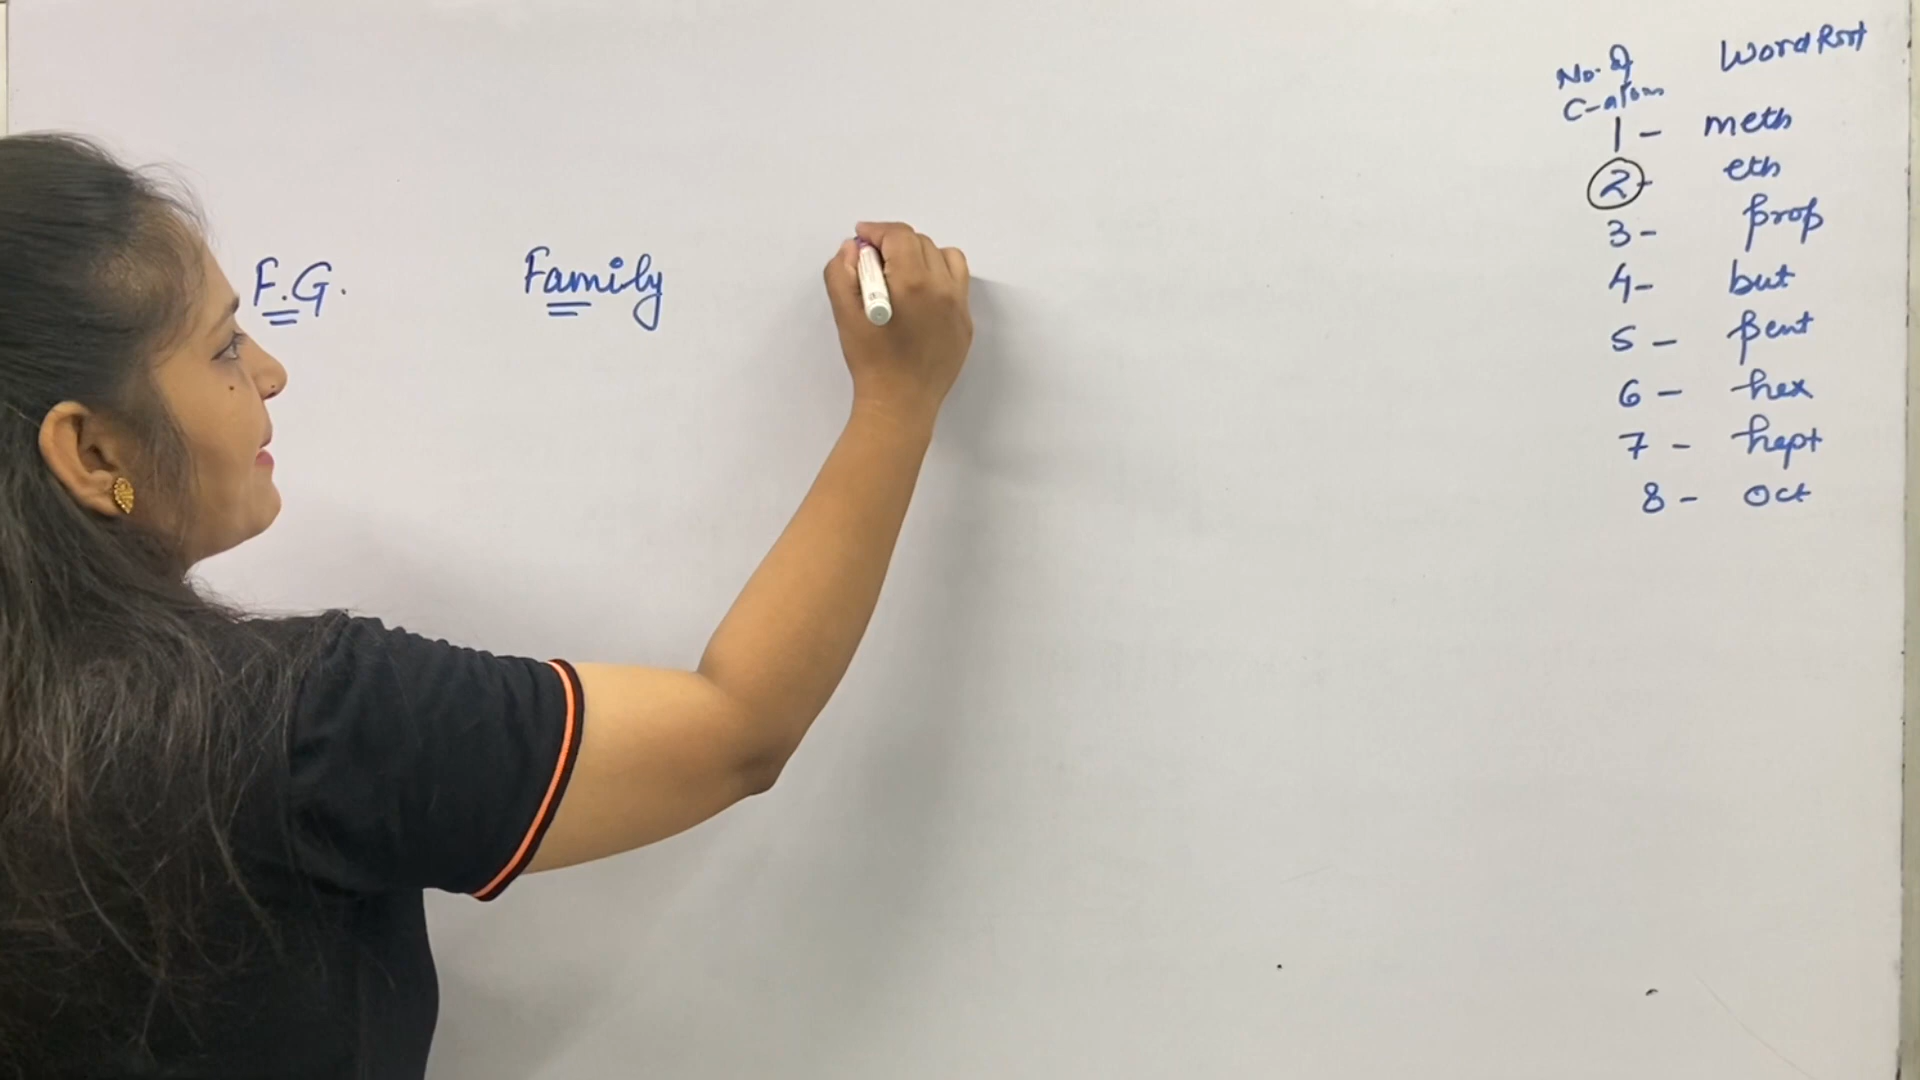 F.G. Family
No. of Word Root
C-atoms
1 - meth
2 - eth
3 - prop
4 - but
5 - pent
6 - hex
7 - hept
8 - oct